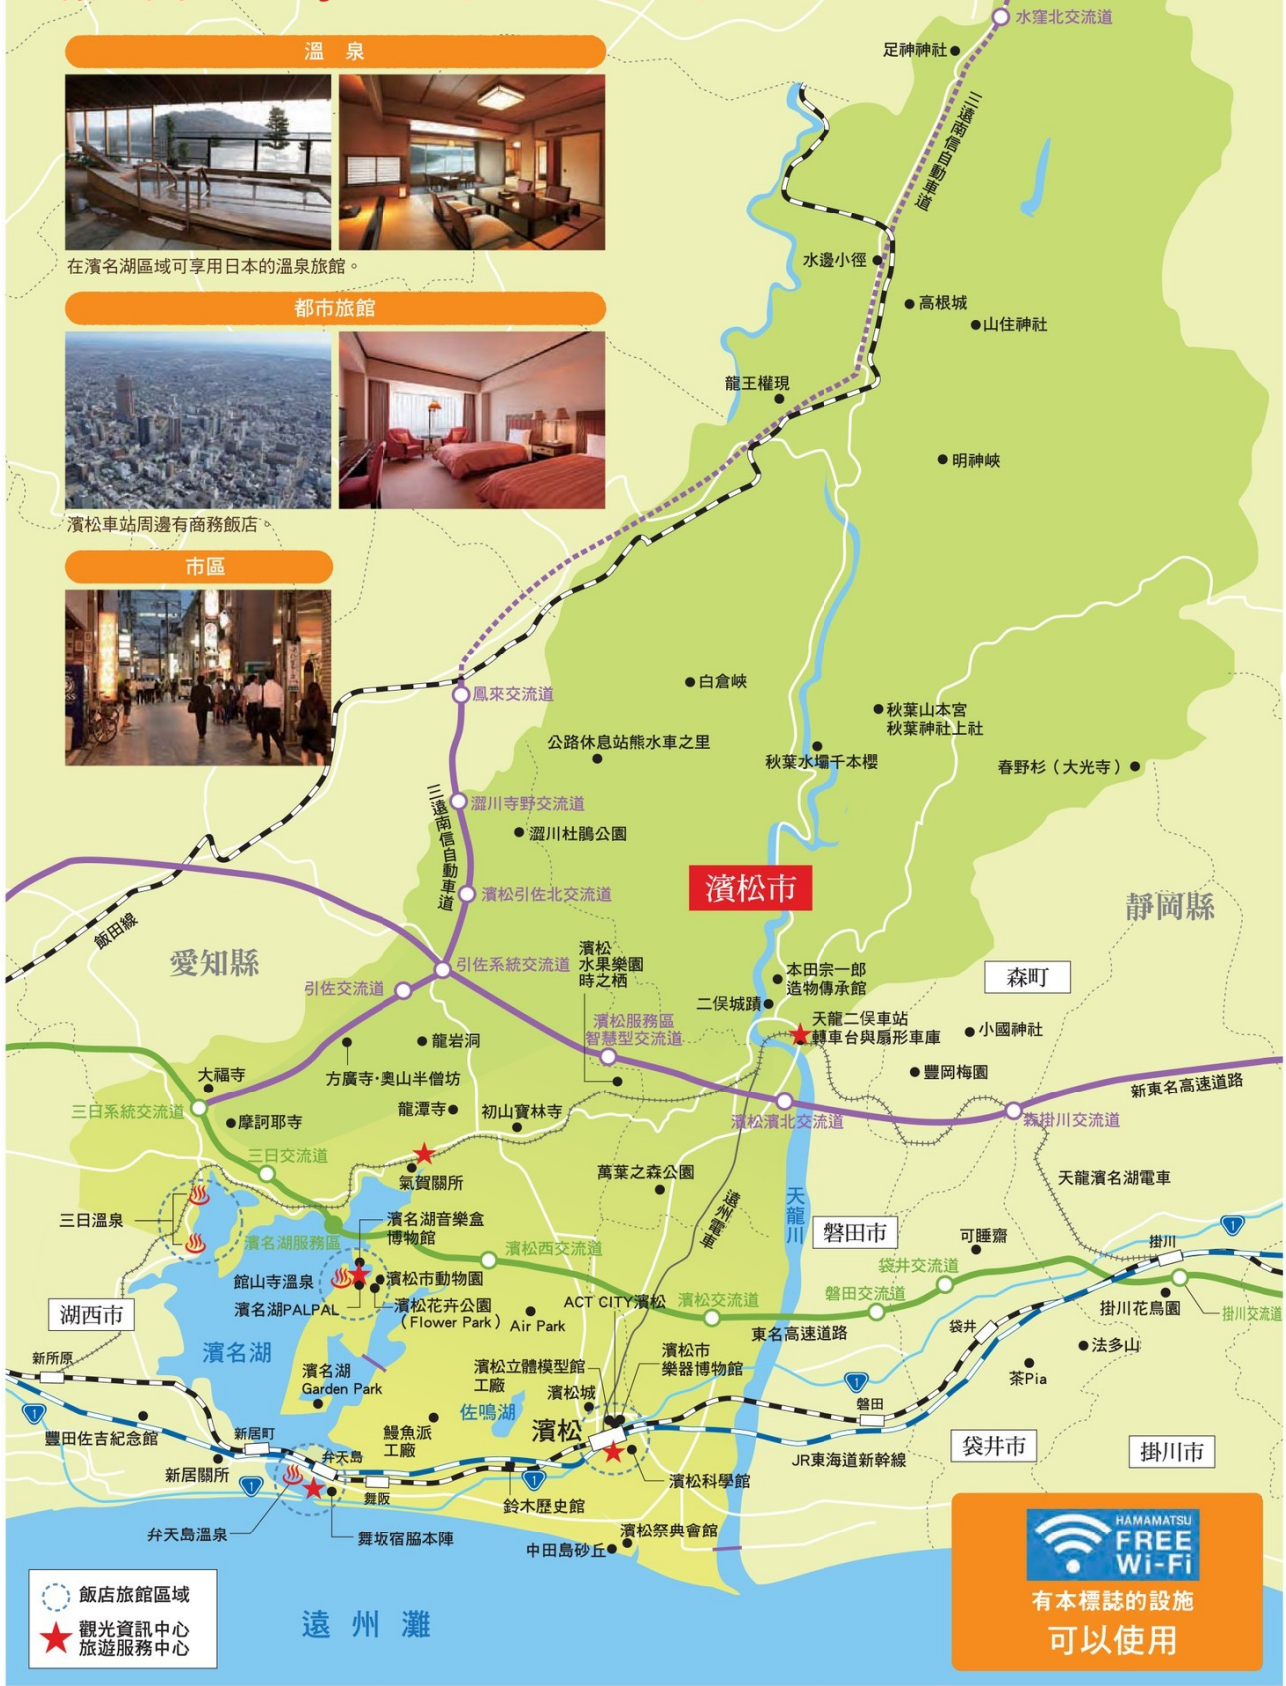 溫 泉
在濱名湖區域可享用日本的溫泉旅館。
都市旅館
濱松車站周邊有商務飯店。
市區
水窪北交流道
足神神社
三遠南信自動車道
水邊小徑
高根城
山住神社
龍王權現
明神峽
白倉峽
鳳來交流道
秋葉山本宮
秋葉神社上社
公路休息站熊水車之里
秋葉水壩千本櫻
春野杉（大光寺）
澀川寺野交流道
三遠南信自動車道
澀川杜鵑公園
濱松市
濱松引佐北交流道
靜岡縣
飯田線
愛知縣
濱松
水果樂園
時之栖
引佐系統交流道
引佐交流道
本田宗一郎
造物傳承館
森町
二俣城蹟
天龍二俣車站
轉車台與扇形車庫
小國神社
濱松服務區
智慧型交流道
龍岩洞
方廣寺·奧山半僧坊
豐岡梅園
新東名高速道路
大福寺
三日系統交流道
摩訶耶寺
龍潭寺
初山寶林寺
濱松濱北交流道
森掛川交流道
三日交流道
氣賀關所
萬葉之森公園
天龍濱名湖電車
遠州電車
天龍川
三日溫泉
濱名湖服務區
濱名湖音樂盒
博物館
濱松西交流道
磐田市
可睡齋
掛川
1
館山寺溫泉
濱松市動物園
濱名湖PALPAL
濱松花卉公園
（Flower Park）
Air Park
ACT CITY濱松
濱松交流道
磐田交流道
袋井交流道
掛川花鳥園
掛川交流道
湖西市
東名高速道路
袋井
法多山
新所原
濱名湖
濱名湖
Garden Park
濱松立體模型館
工廠
濱松市
樂器博物館
濱松城
佐鳴湖
1
茶Pia
磐田
1
豐田佐吉紀念館
新居町
鰻魚派
工廠
濱松
袋井市
掛川市
JR東海道新幹線
新居關所
1
弁天島
舞阪
1
鈴木歷史館
濱松科學館
弁天島溫泉
舞坂宿脇本陣
濱松祭典會館
中田島砂丘
遠州灘
飯店旅館區域
觀光資訊中心
旅遊服務中心
HAMAMATSU
FREE
Wi-Fi
有本標誌的設施
可以使用